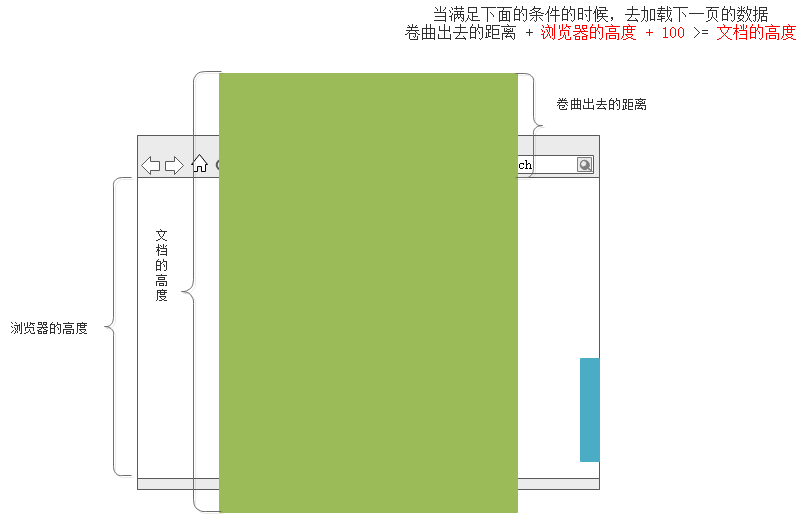 当满足下面的条件的时候，去加载下一页的数据
卷曲出去的距离 + 浏览器的高度 + 100 >= 文档的高度
卷曲出去的距离
ch
文档的高度
浏览器的高度